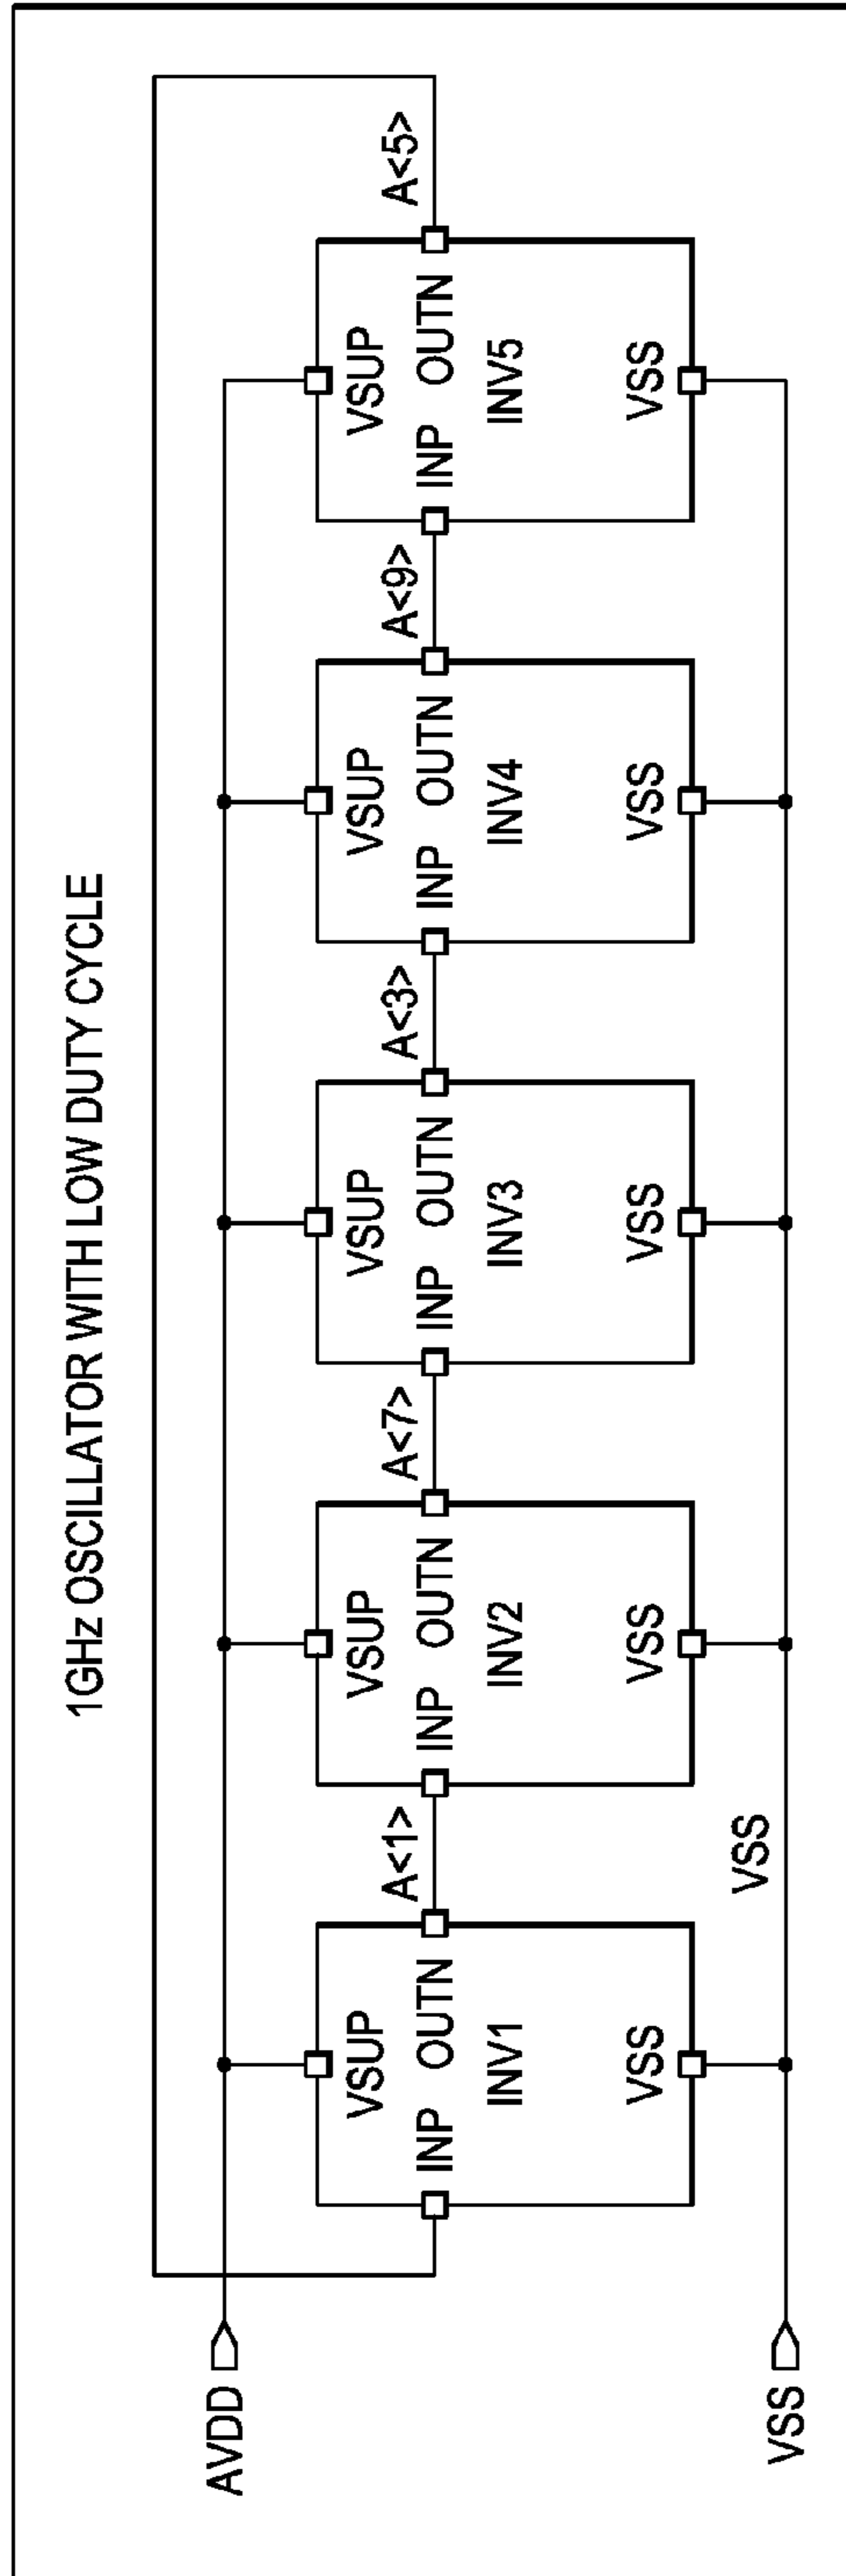 1GHz OSCILLATOR WITH LOW DUTY CYCLE
A<5>
AVDD
VSUP VSUP VSUP VSUP VSUP
A<1> A<7> A<3> A<9>
INP OUTN INP OUTN INP OUTN INP OUTN INP OUTN
INV1 INV2 INV3 INV4 INV5
VSS VSS VSS VSS VSS
VSS
VSS